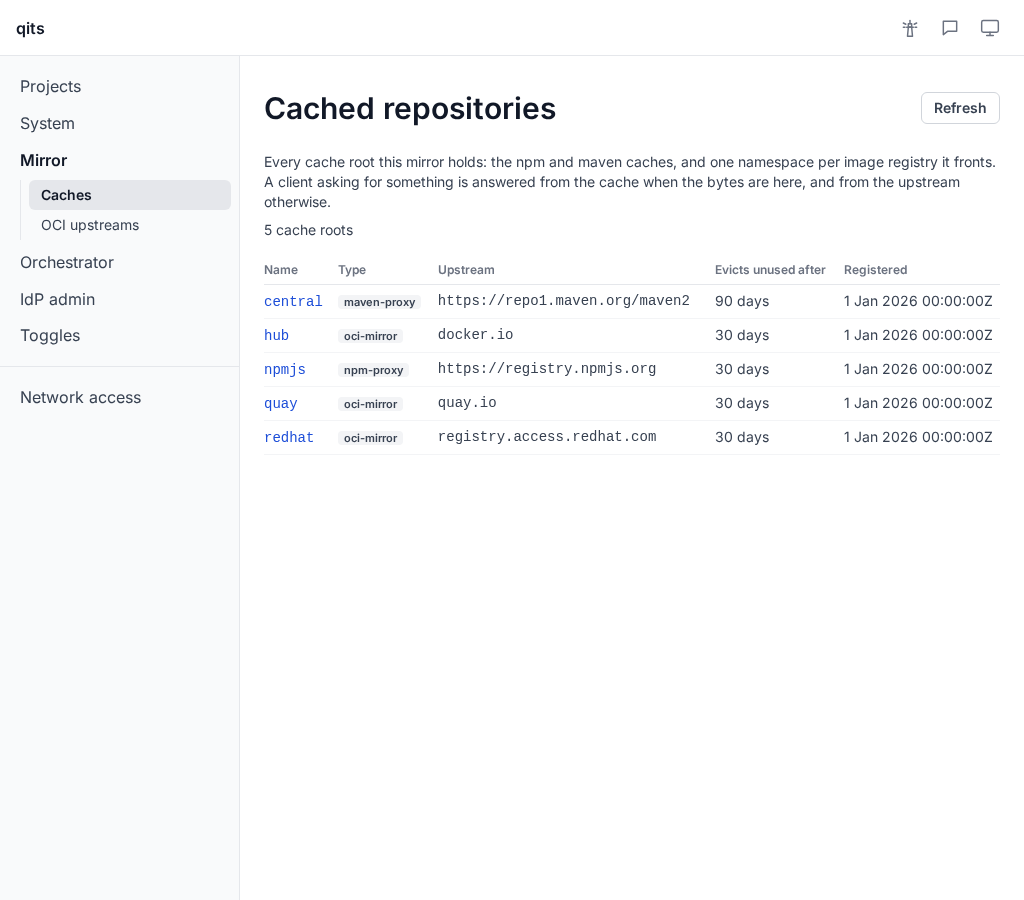 qits
Projects
System
Mirror
Caches
OCI upstreams
Orchestrator
IdP admin
Toggles
Network access
Cached repositories
Refresh
Every cache root this mirror holds: the npm and maven caches, and one namespace per image registry it fronts.
A client asking for something is answered from the cache when the bytes are here, and from the upstream
otherwise.
5 cache roots
Name Type Upstream Evicts unused after Registered
central maven-proxy https://repo1.maven.org/maven2 90 days 1 Jan 2026 00:00:00Z
hub oci-mirror docker.io 30 days 1 Jan 2026 00:00:00Z
npmjs npm-proxy https://registry.npmjs.org 30 days 1 Jan 2026 00:00:00Z
quay oci-mirror quay.io 30 days 1 Jan 2026 00:00:00Z
redhat oci-mirror registry.access.redhat.com 30 days 1 Jan 2026 00:00:00Z